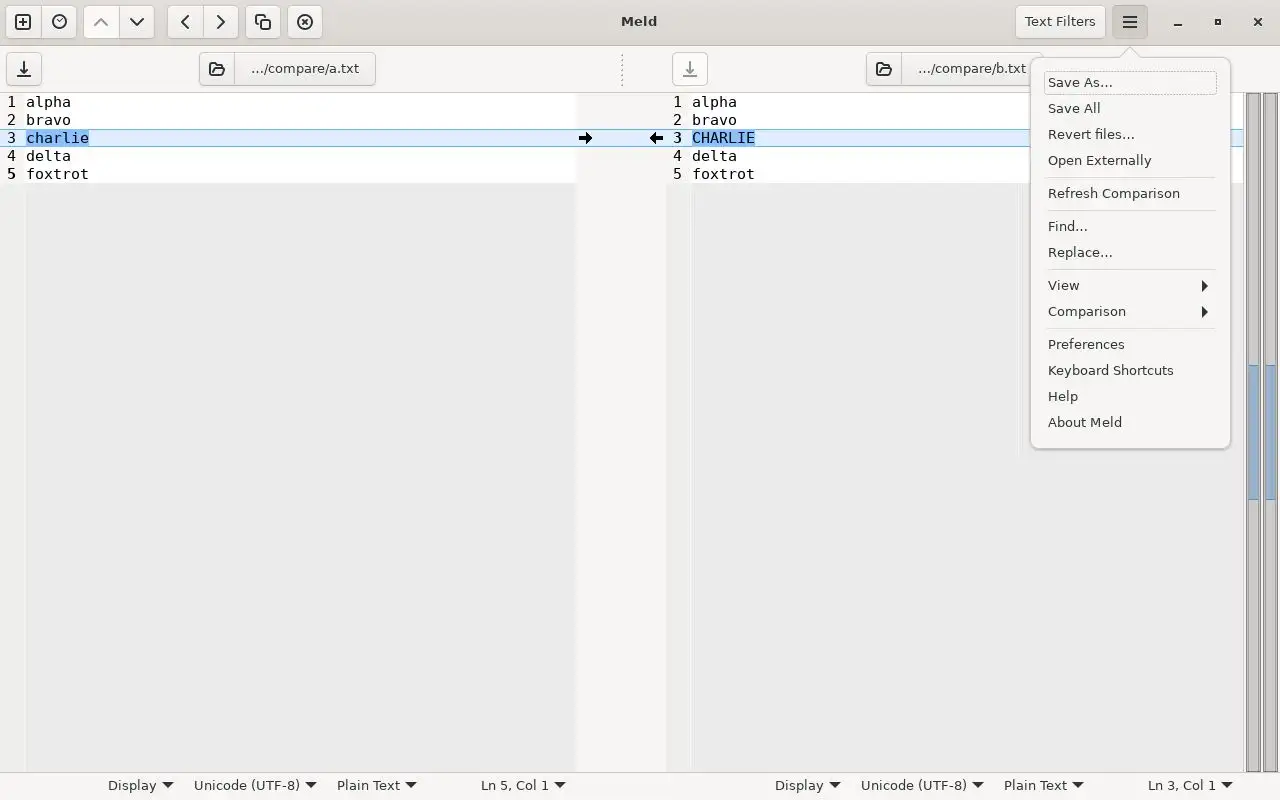 Meld
Text Filters
.../compare/a.txt
.../compare/b.txt
1 alpha
2 bravo
3 charlie
4 delta
5 foxtrot
1 alpha
2 bravo
3 CHARLIE
4 delta
5 foxtrot
Save As...
Save All
Revert files...
Open Externally
Refresh Comparison
Find...
Replace...
View
Comparison
Preferences
Keyboard Shortcuts
Help
About Meld
Display Unicode (UTF-8) Plain Text Ln 5, Col 1
Display Unicode (UTF-8) Plain Text Ln 3, Col 1